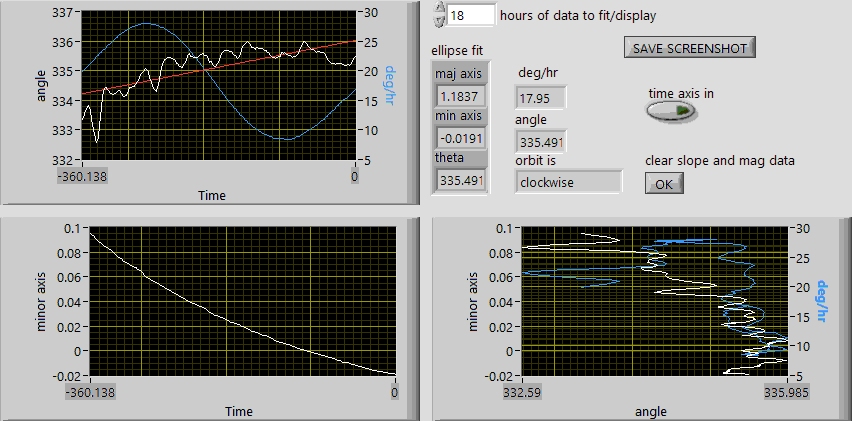 337
336
335
334
333
332
angle
30
25
20
15
10
5
deg/hr
-360.138
0
Time
18 hours of data to fit/display
SAVE SCREENSHOT
ellipse fit
maj axis
1.1837
min axis
-0.0191
theta
335.491
deg/hr
17.95
angle
335.491
orbit is
clockwise
time axis in
clear slope and mag data
OK
0.1
0.08
0.06
0.04
0.02
0
-0.02
minor axis
-360.138
0
Time
0.1
0.08
0.06
0.04
0.02
0
-0.02
minor axis
30
25
20
15
10
5
deg/hr
332.59
335.985
angle